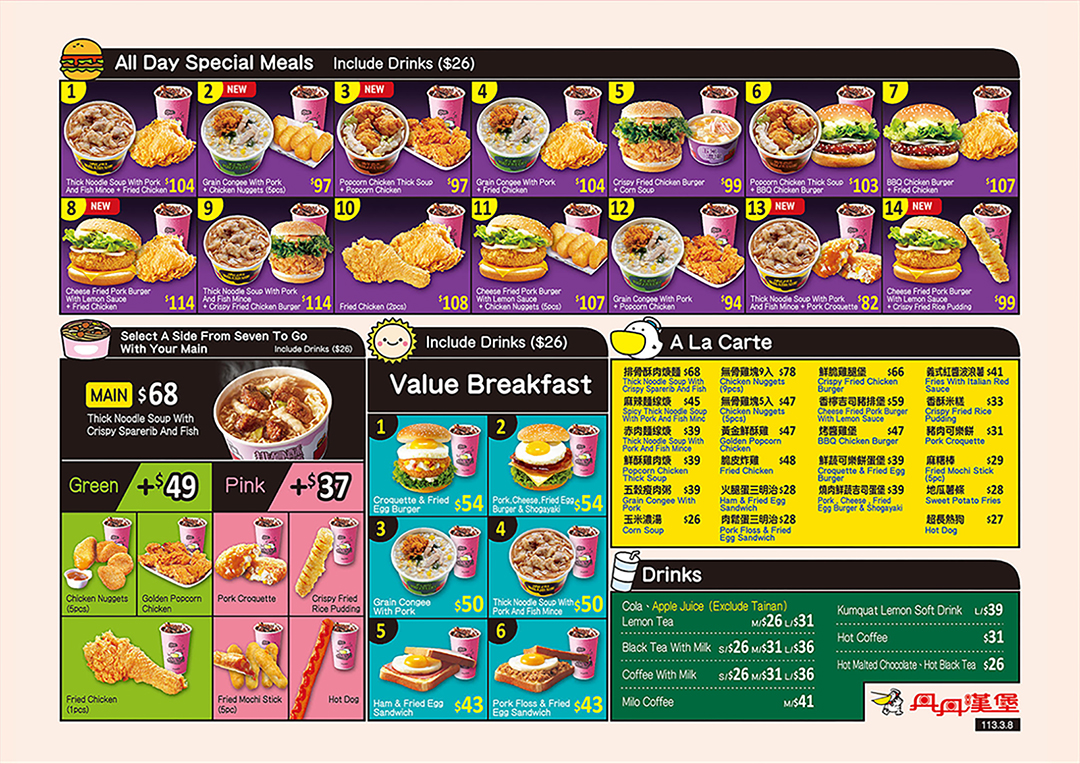 All Day Special Meals Include Drinks ($26)
1
Thick Noodle Soup With Pork
And Fish Mince + Fried Chicken $104
2 NEW
Grain Congee With Pork
+ Chicken Nuggets (5pcs) $97
3 NEW
Popcorn Chicken Thick Soup
+ Popcorn Chicken $97
4
Grain Congee With Pork
+ Fried Chicken $104
5
Crispy Fried Chicken Burger
+ Corn Soup $99
6
Popcorn Chicken Thick Soup
+ BBQ Chicken Burger $103
7
BBQ Chicken Burger
+ Fried Chicken $107
8 NEW
Cheese Fried Pork Burger
With Lemon Sauce
+ Fried Chicken $114
9
Thick Noodle Soup With Pork
And Fish Mince
+ Crispy Fried Chicken Burger $114
10
Fried Chicken (2pcs) $108
11
Cheese Fried Pork Burger
With Lemon Sauce
+ Chicken Nuggets (5pcs) $107
12
Grain Congee With Pork
+ Popcorn Chicken $94
13 NEW
Thick Noodle Soup With Pork
And Fish Mince + Pork Croquette $82
14 NEW
Cheese Fried Pork Burger
With Lemon Sauce
+ Crispy Fried Rice Pudding $99
Select A Side From Seven To Go
With Your Main Include Drinks ($26)
MAIN $68
Thick Noodle Soup With
Crispy Sparerib And Fish
Green +$49 Pink +$37
Chicken Nuggets
(5pcs)
Golden Popcorn
Chicken
Pork Croquette
Crispy Fried
Rice Pudding
Fried Chicken
(1pcs)
Fried Mochi Stick
(5pc)
Hot Dog
Include Drinks ($26)
Value Breakfast
1
Croquette & Fried
Egg Burger $54
2
Pork,Cheese,Fried Egg
Burger & Shogayaki $54
3
Grain Congee
With Pork $50
4
Thick Noodle Soup With
Pork And Fish Mince $50
5
Ham & Fried Egg
Sandwich $43
6
Pork Floss & Fried
Egg Sandwich $43
A La Carte
排骨酥肉焿麵 $68
Thick Noodle Soup With
Crispy Sparerib And Fish
麻辣麵線焿 $45
Spicy Thick Noodle Soup
With Pork And Fish Minc
赤肉麵線焿 $39
Thick Noodle Soup With
Pork And Fish Minc
鮮酥雞肉焿 $39
Popcorn Chicken
Thick Soup
五穀瘦肉粥 $39
Grain Congee With
Pork
玉米濃湯 $26
Corn Soup
無骨雞塊9入 $78
Chicken Nuggets
(9pcs)
無骨雞塊5入 $47
Chicken Nuggets
(5pcs)
黃金鮮酥雞 $47
Golden Popcorn
Chicken
脆皮炸雞 $48
Fried Chicken
火腿蛋三明治 $28
Ham & Fried Egg
Sandwich
肉鬆蛋三明治 $28
Pork Floss & Fried
Egg Sandwich
鮮脆雞腿堡 $66
Crispy Fried Chicken
Burger
香檸吉司豬排堡 $59
Cheese Fried Pork Burger
With Lemon Sauce
烤醬雞堡 $47
BBQ Chicken Burger
鮮蔬可樂餅蛋堡 $39
Croquette & Fried Egg
Burger
燒肉鮮蔬吉司蛋堡 $39
Pork , Cheese , Fried
Egg Burger & Shogayaki
義式紅醬波浪薯 $41
Fries With Italian Red
Sauce
香酥米糕 $33
Crispy Fried Rice
Pudding
豬肉可樂餅 $31
Pork Croquette
麻糬棒 $29
Fried Mochi Stick
(5pc)
地瓜薯條 $28
Sweet Potato Fries
超長熱狗 $27
Hot Dog
Drinks
Cola、Apple Juice (Exclude Tainan)
Lemon Tea M/$26 L/$31
Black Tea With Milk S/$26 M/$31 L/$36
Coffee With Milk S/$26 M/$31 L/$36
Milo Coffee M/$41
Kumquat Lemon Soft Drink L/$39
Hot Coffee $31
Hot Malted Chocolate、Hot Black Tea $26
丹丹漢堡
113.3.8